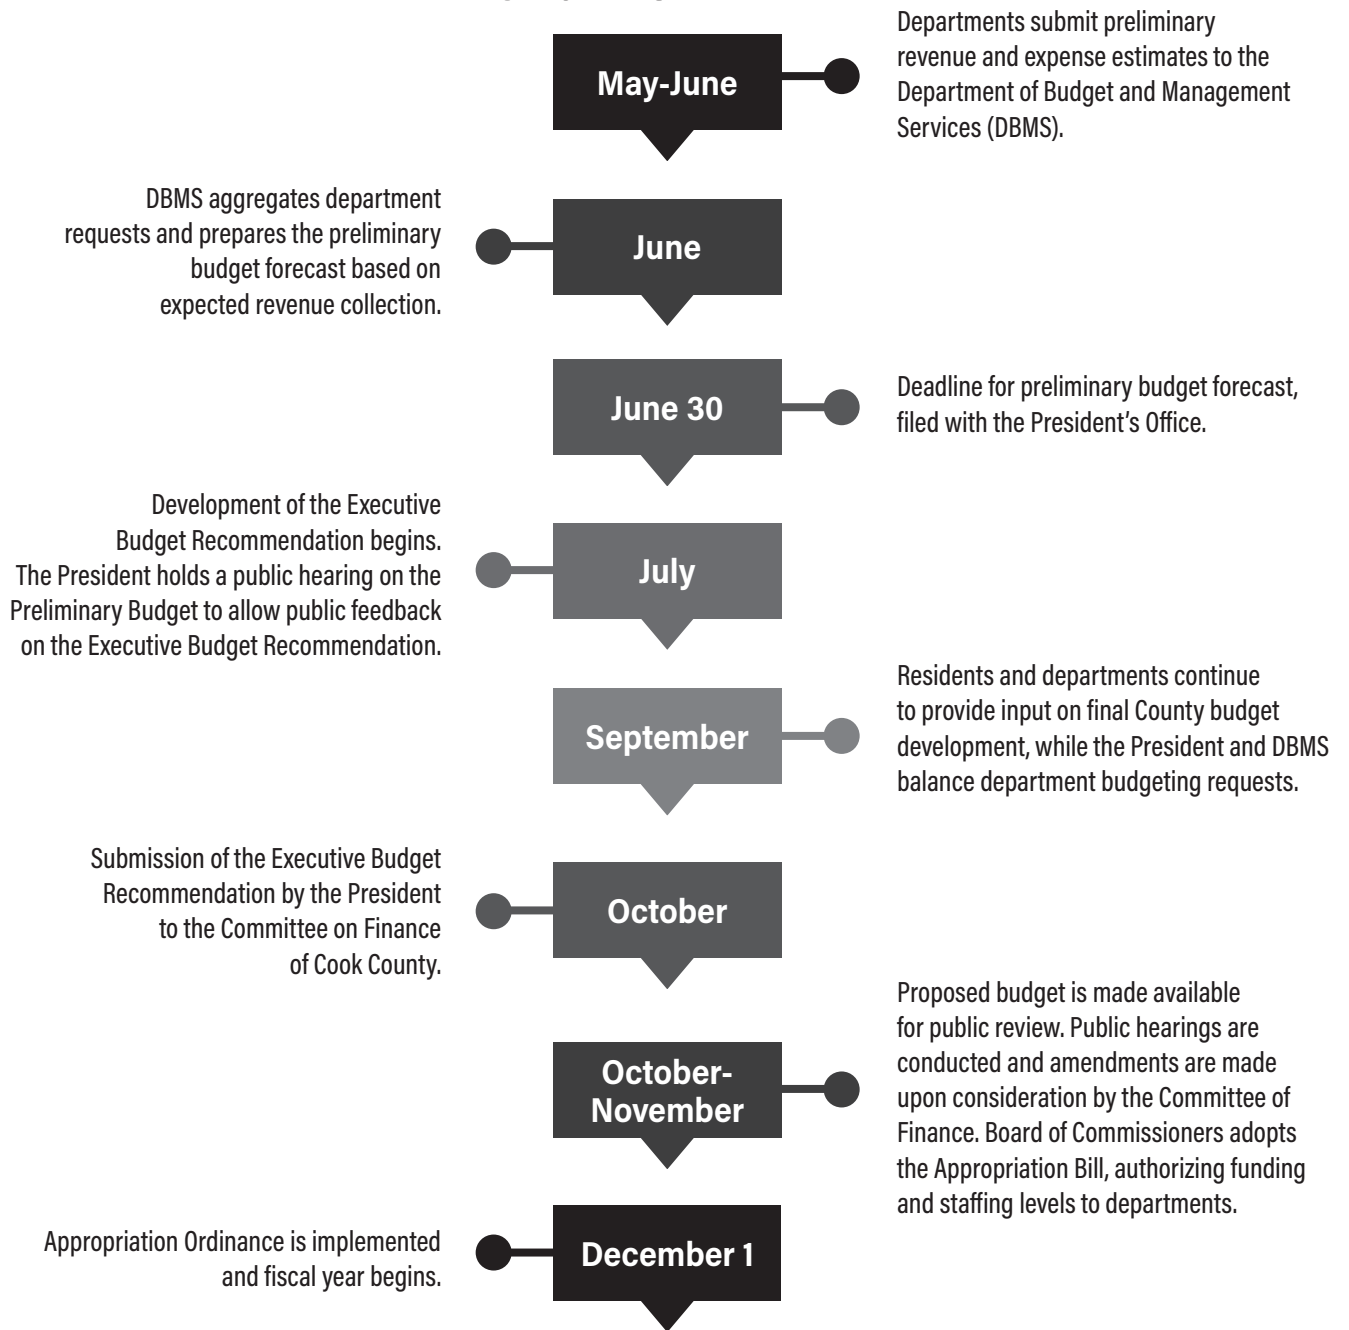 May-June
Departments submit preliminary
revenue and expense estimates to the
Department of Budget and Management
Services (DBMS).
DBMS aggregates department
requests and prepares the preliminary
budget forecast based on
expected revenue collection.
June
June 30
Deadline for preliminary budget forecast,
filed with the President’s Office.
Development of the Executive
Budget Recommendation begins.
The President holds a public hearing on the
Preliminary Budget to allow public feedback
on the Executive Budget Recommendation.
July
September
Residents and departments continue
to provide input on final County budget
development, while the President and DBMS
balance department budgeting requests.
Submission of the Executive Budget
Recommendation by the President
to the Committee on Finance
of Cook County.
October
October-
November
Proposed budget is made available
for public review. Public hearings are
conducted and amendments are made
upon consideration by the Committee of
Finance. Board of Commissioners adopts
the Appropriation Bill, authorizing funding
and staffing levels to departments.
Appropriation Ordinance is implemented
and fiscal year begins.
December 1